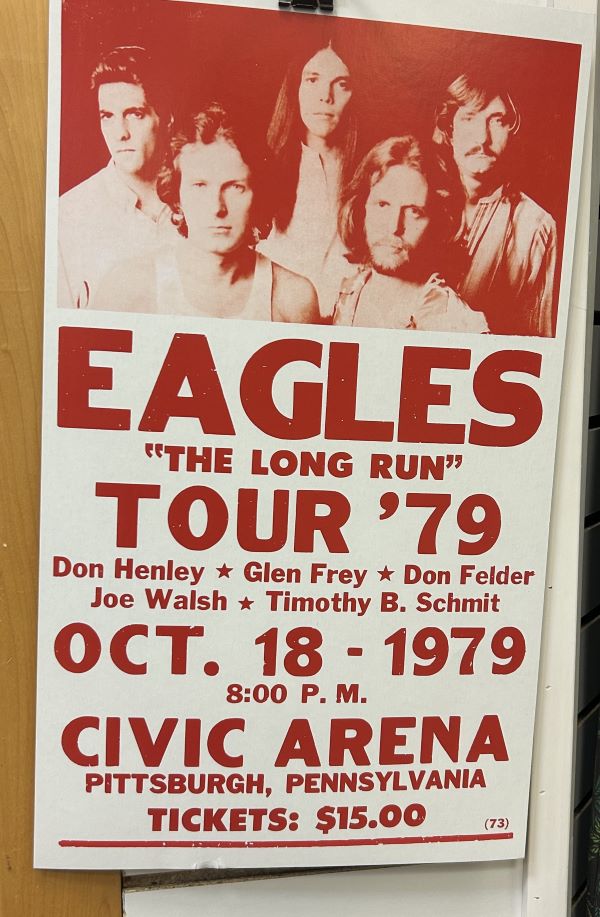 EAGLES
“THE LONG RUN”
TOUR ’79
Don Henley ★ Glen Frey ★ Don Felder
Joe Walsh ★ Timothy B. Schmit
OCT. 18 - 1979
8:00 P. M.
CIVIC ARENA
PITTSBURGH, PENNSYLVANIA
TICKETS: $15.00 (73)